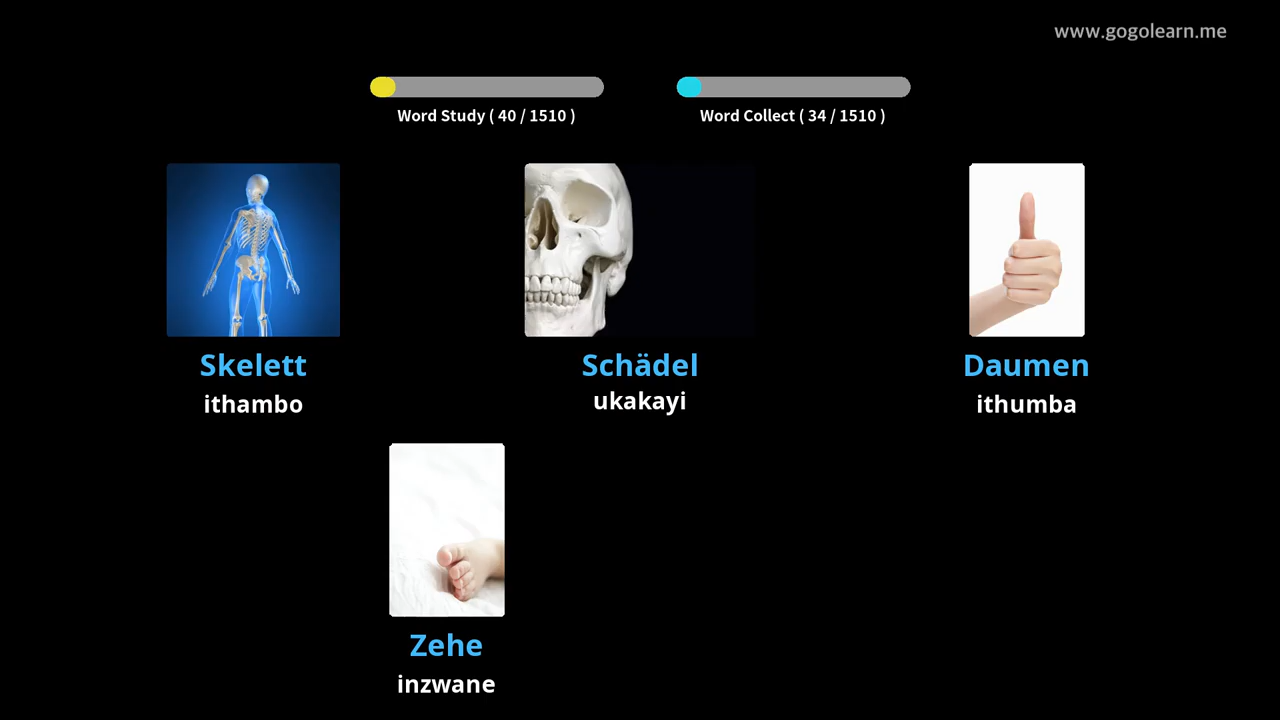 www.gogolearn.me
Word Study ( 40 / 1510 )
Word Collect ( 34 / 1510 )
Skelett
ithambo
Schädel
ukakayi
Daumen
ithumba
Zehe
inzwane